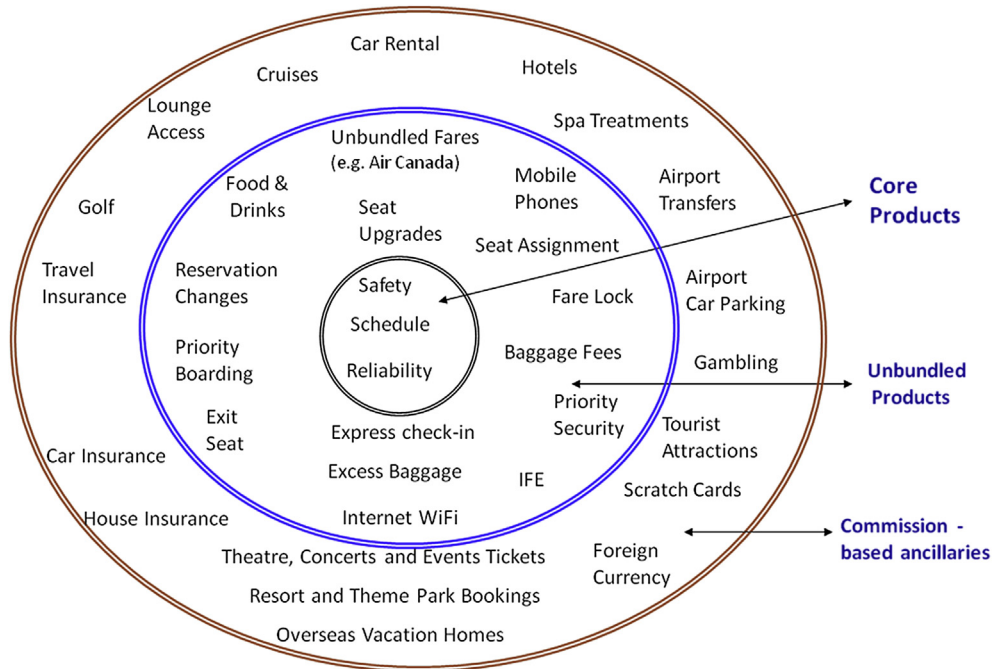 Car Rental
Cruises
Hotels
Lounge
Access
Spa Treatments
Unbundled Fares
(e.g. Air Canada)
Food &
Drinks
Mobile
Phones
Airport
Transfers
Core
Products
Golf
Seat
Upgrades
Seat Assignment
Travel
Insurance
Reservation
Changes
Safety
Fare Lock
Airport
Car Parking
Schedule
Priority
Boarding
Reliability
Baggage Fees
Gambling
Unbundled
Products
Exit
Seat
Priority
Security
Express check-in
Tourist
Attractions
Car Insurance
Excess Baggage
IFE
Scratch Cards
House Insurance
Internet WiFi
Commission -
based ancillaries
Theatre, Concerts and Events Tickets
Foreign
Currency
Resort and Theme Park Bookings
Overseas Vacation Homes